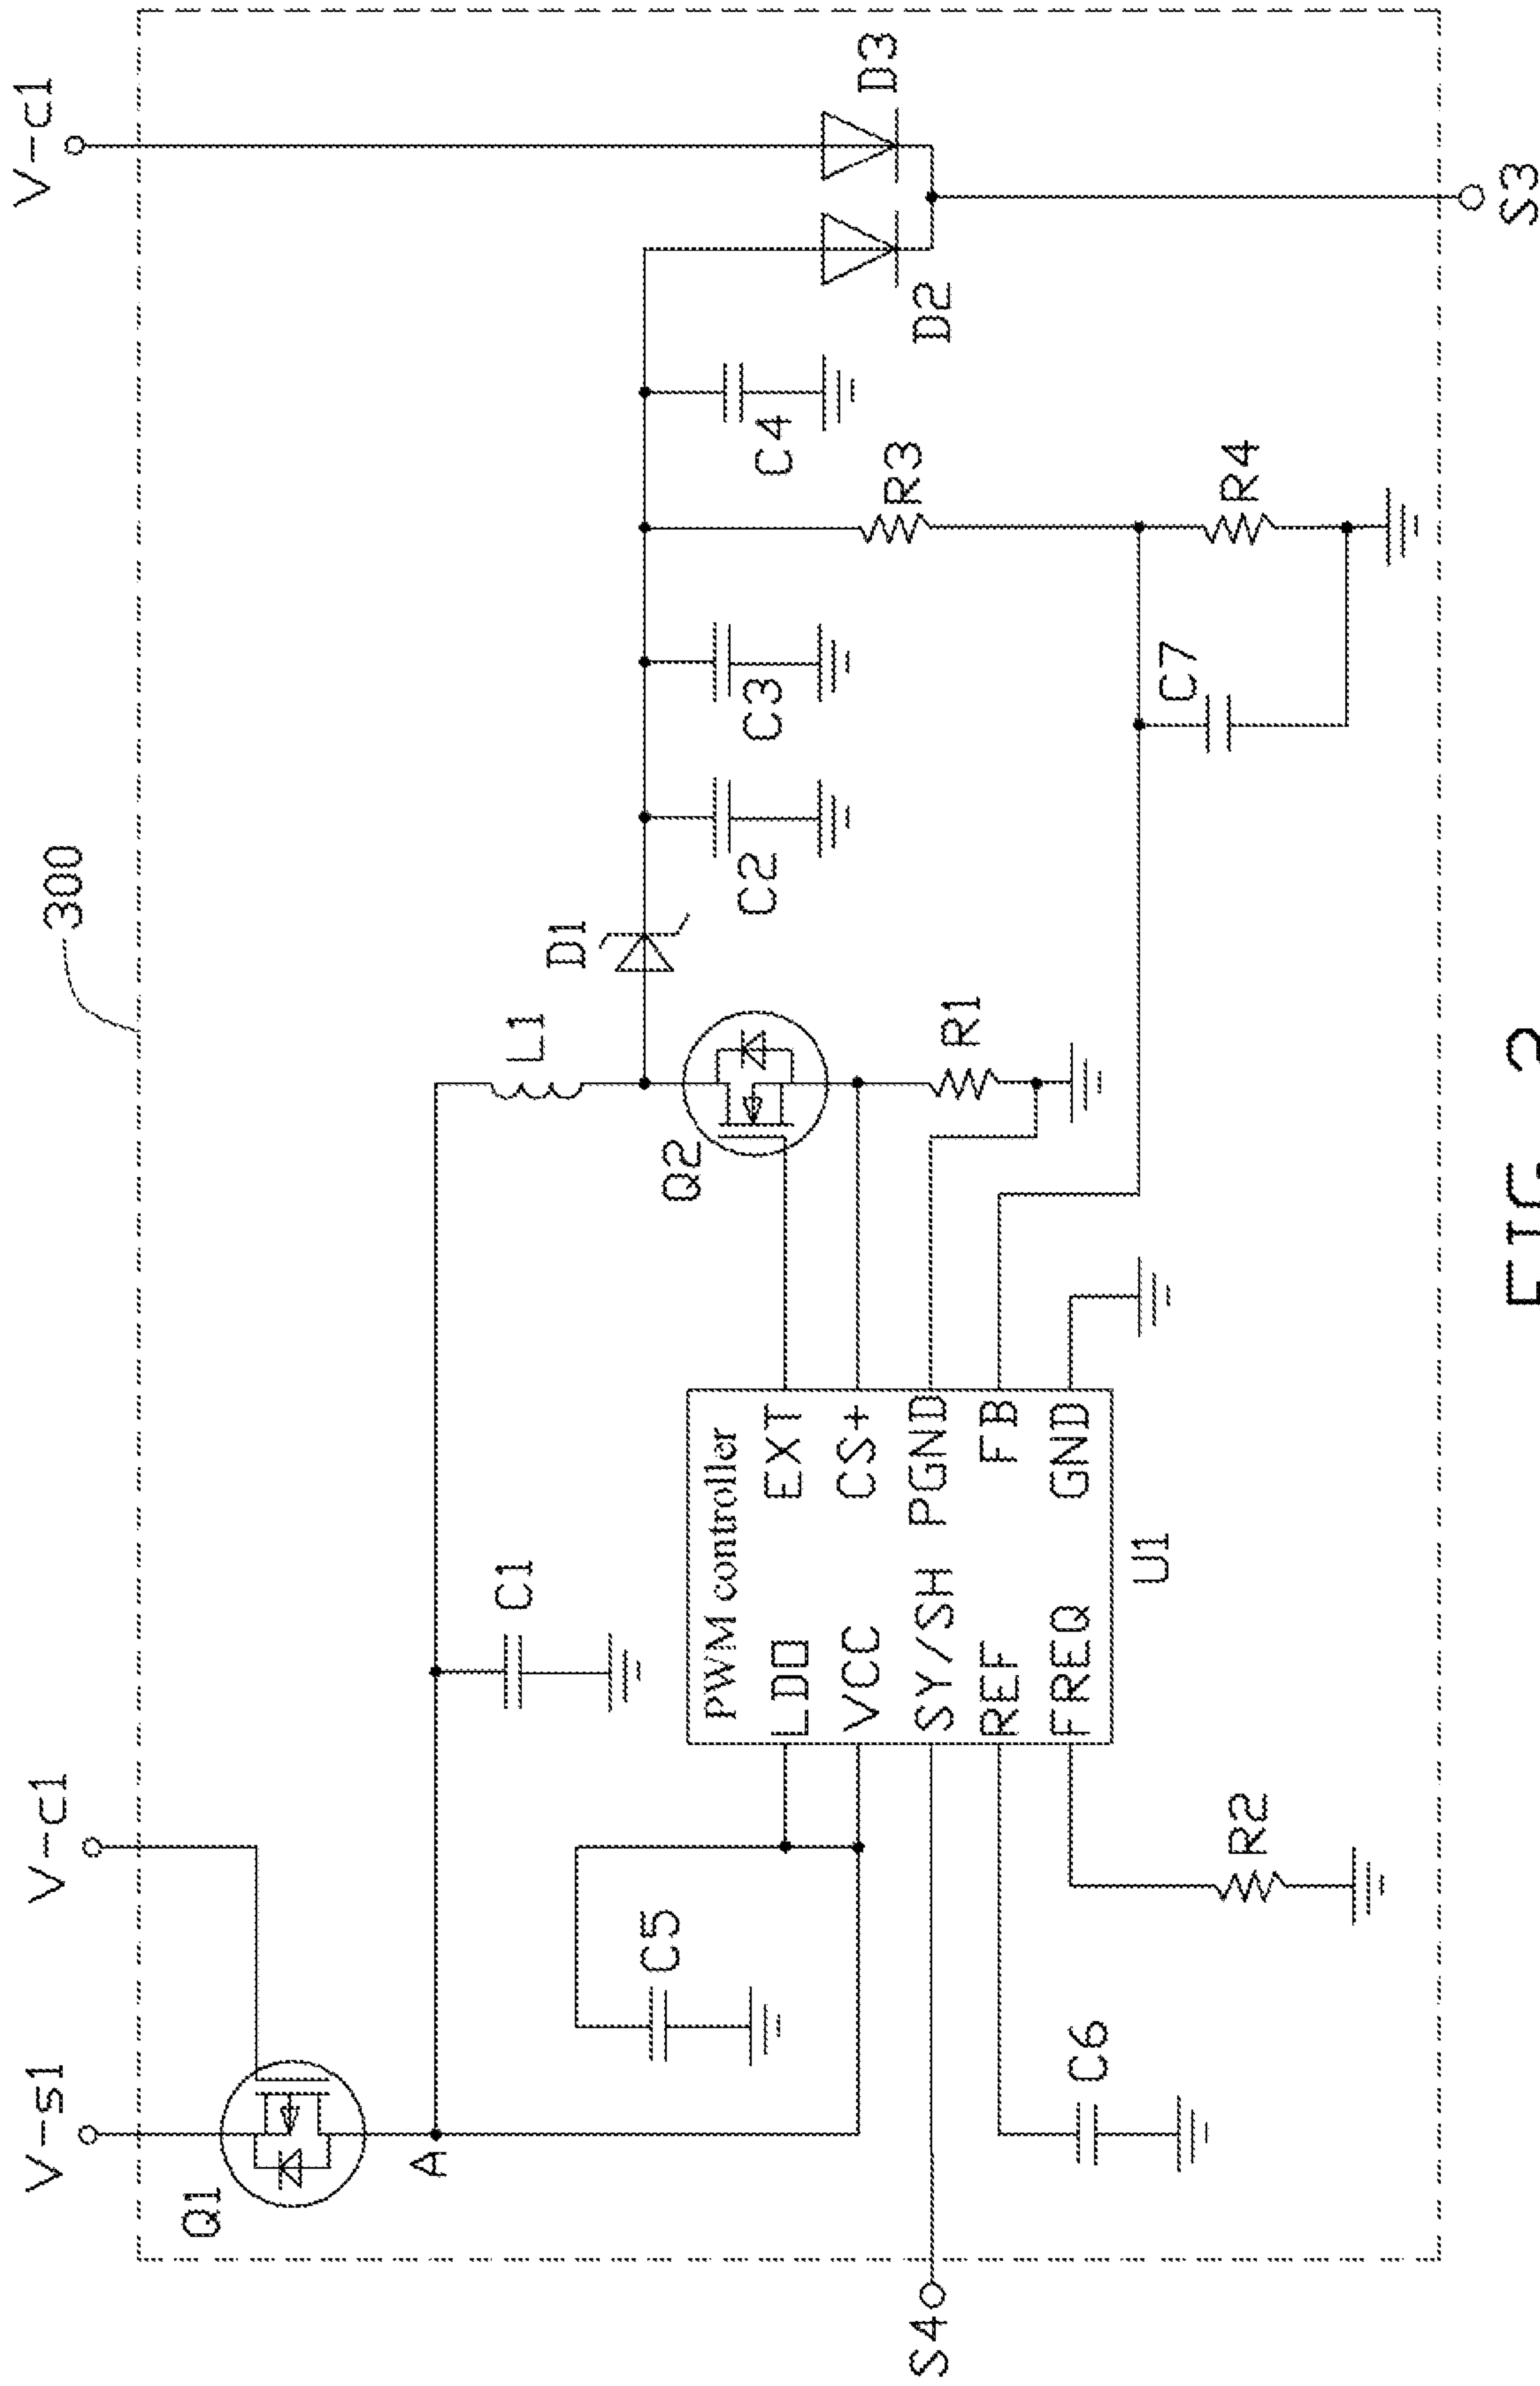 300
V-s1
V-c1
V-c1
Q1
A
C1
L1
D1
C2
C3
C4
D2
D3
Q2
R1
R3
R4
C7
C5
PWM controller
LDO
EXT
VCC
CS+
SY/SH
PGND
REF
FB
FREQ
GND
U1
S4
C6
R2
S3
FIG.